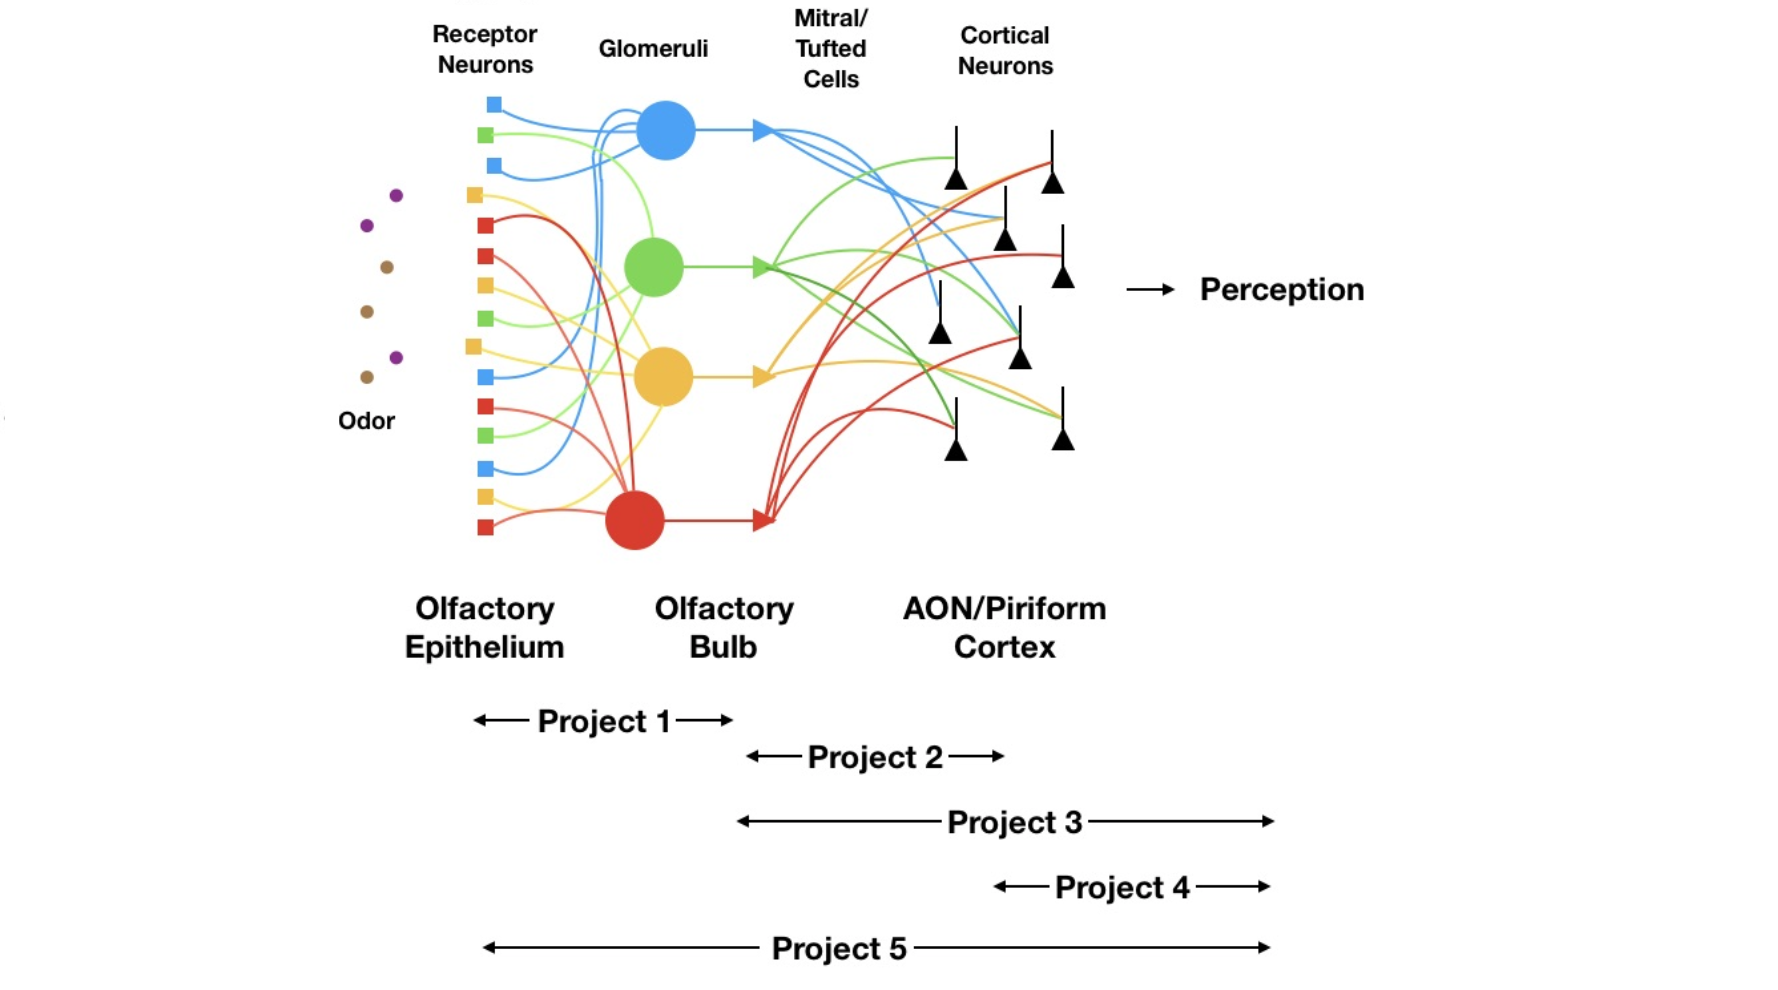 Receptor
Neurons
Glomeruli
Mitral/
Tufted
Cells
Cortical
Neurons
Odor
Perception
Olfactory
Epithelium
Olfactory
Bulb
AON/Piriform
Cortex
Project 1
Project 2
Project 3
Project 4
Project 5